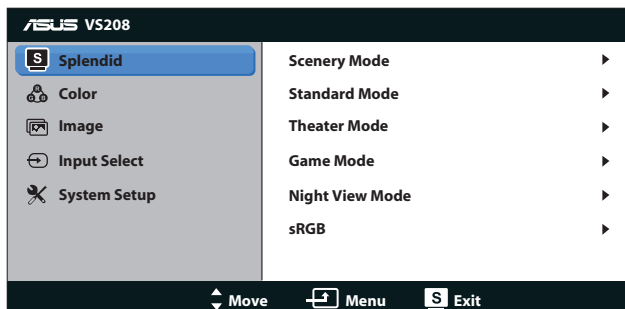 ASUS VS208
S Splendid
Color
Image
Input Select
System Setup
Scenery Mode
Standard Mode
Theater Mode
Game Mode
Night View Mode
sRGB
Move Menu S Exit